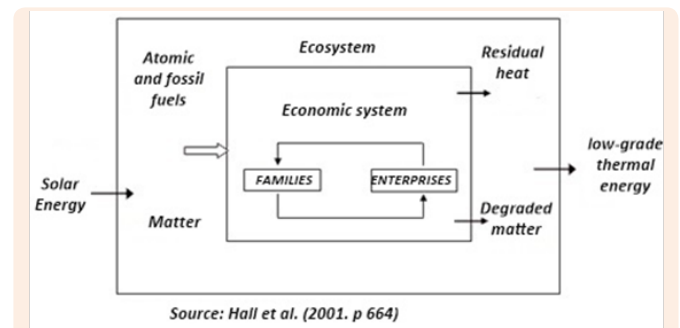 Ecosystem
Atomic
and fossil
fuels
Residual
heat
Economic system
FAMILIES
ENTERPRISES
Solar
Energy
Matter
Degraded
matter
low-grade
thermal
energy
Source: Hall et al. (2001. p 664)